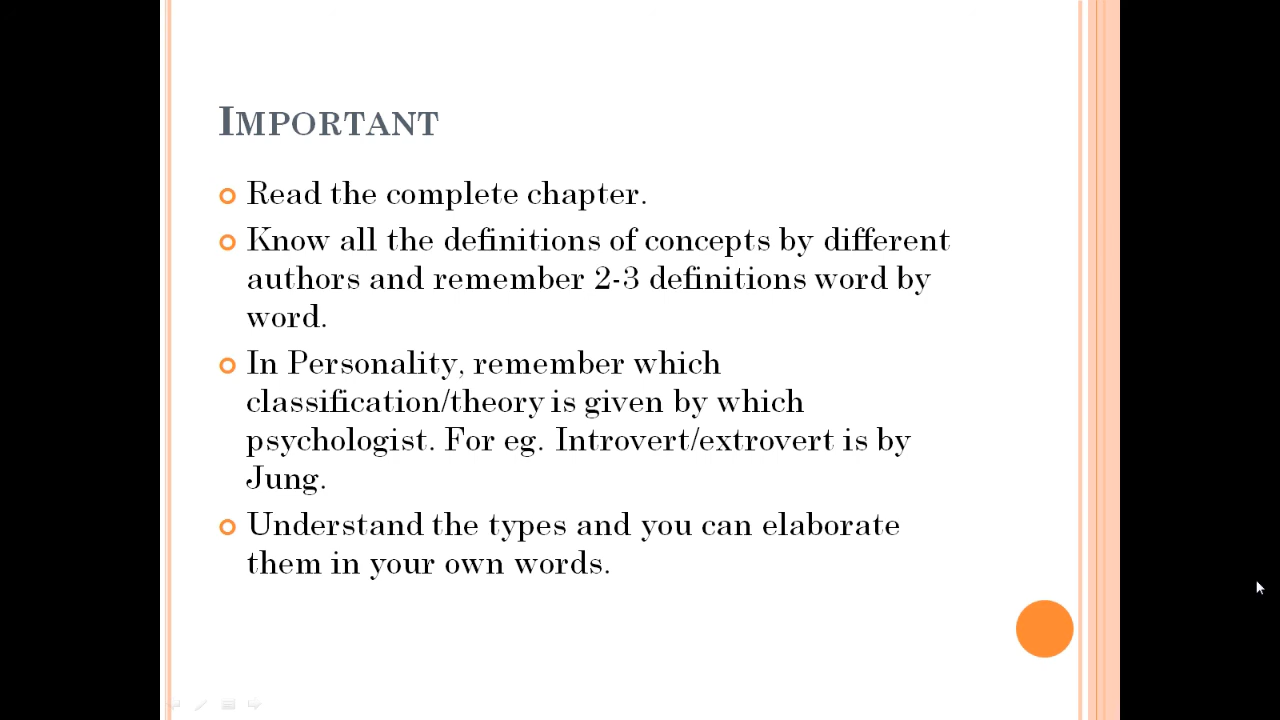 IMPORTANT
Read the complete chapter.
Know all the definitions of concepts by different
authors and remember 2-3 definitions word by
word.
In Personality, remember which
classification/theory is given by which
psychologist. For eg. Introvert/extrovert is by
Jung.
Understand the types and you can elaborate
them in your own words.